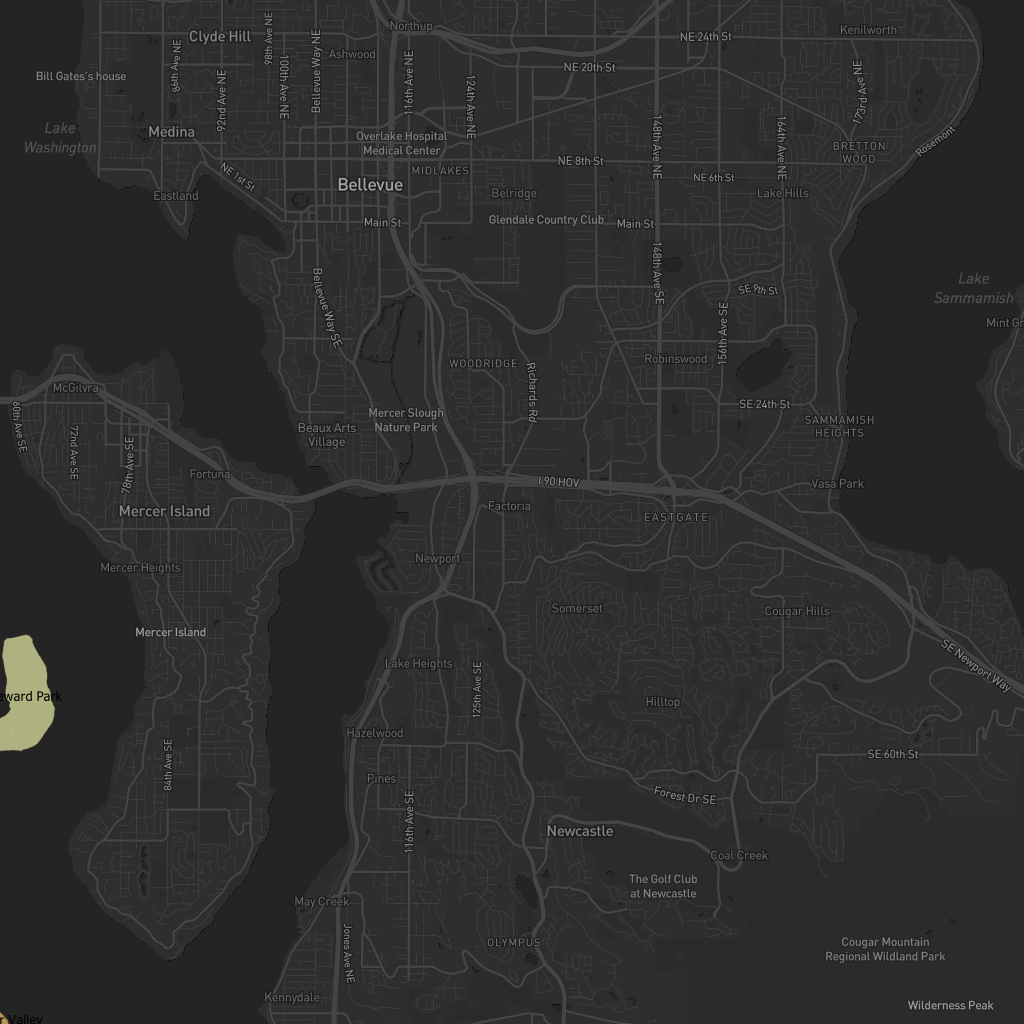 Northup
Clyde Hill
98th Ave NE
NE 24th St
Kenilworth
Ashwood
86th Ave NE
Bellevue Way NE
116th Ave NE
NE 20th St
Bill Gates's house
92nd Ave NE
100th Ave NE
124th Ave NE
173rd Ave NE
Lake
Washington
Medina
Overlake Hospital
Medical Center
148th Ave NE
164th Ave NE
Rosemont
BRETTON
WOOD
NE 8th St
MIDLAKES
NE 1st St
NE 6th St
Bellevue
Eastland
Belridge
Lake Hills
Main St
Glendale Country Club
Main St
Bellevue Way SE
148th Ave SE
SE 9th St
Lake
Sammamish
Mint Gr
156th Ave SE
WOODRIDGE
Robinswood
McGilvra
Richards Rd
60th Ave SE
SE 24th St
Mercer Slough
Nature Park
Beaux Arts
Village
SAMMAMISH
HEIGHTS
72nd Ave SE
78th Ave SE
Fortuna
I 90 HOV
Vasa Park
Mercer Island
Factoria
EASTGATE
Newport
Mercer Heights
Somerset
Cougar Hills
Mercer Island
Lake Heights
SE Newport Way
eward Park
125th Ave SE
Hilltop
Hazelwood
84th Ave SE
SE 60th St
Pines
Forest Dr SE
116th Ave SE
Newcastle
Coal Creek
The Golf Club
at Newcastle
May Creek
Jones Ave NE
OLYMPUS
Cougar Mountain
Regional Wildland Park
Kennydale
Wilderness Peak
r Valley